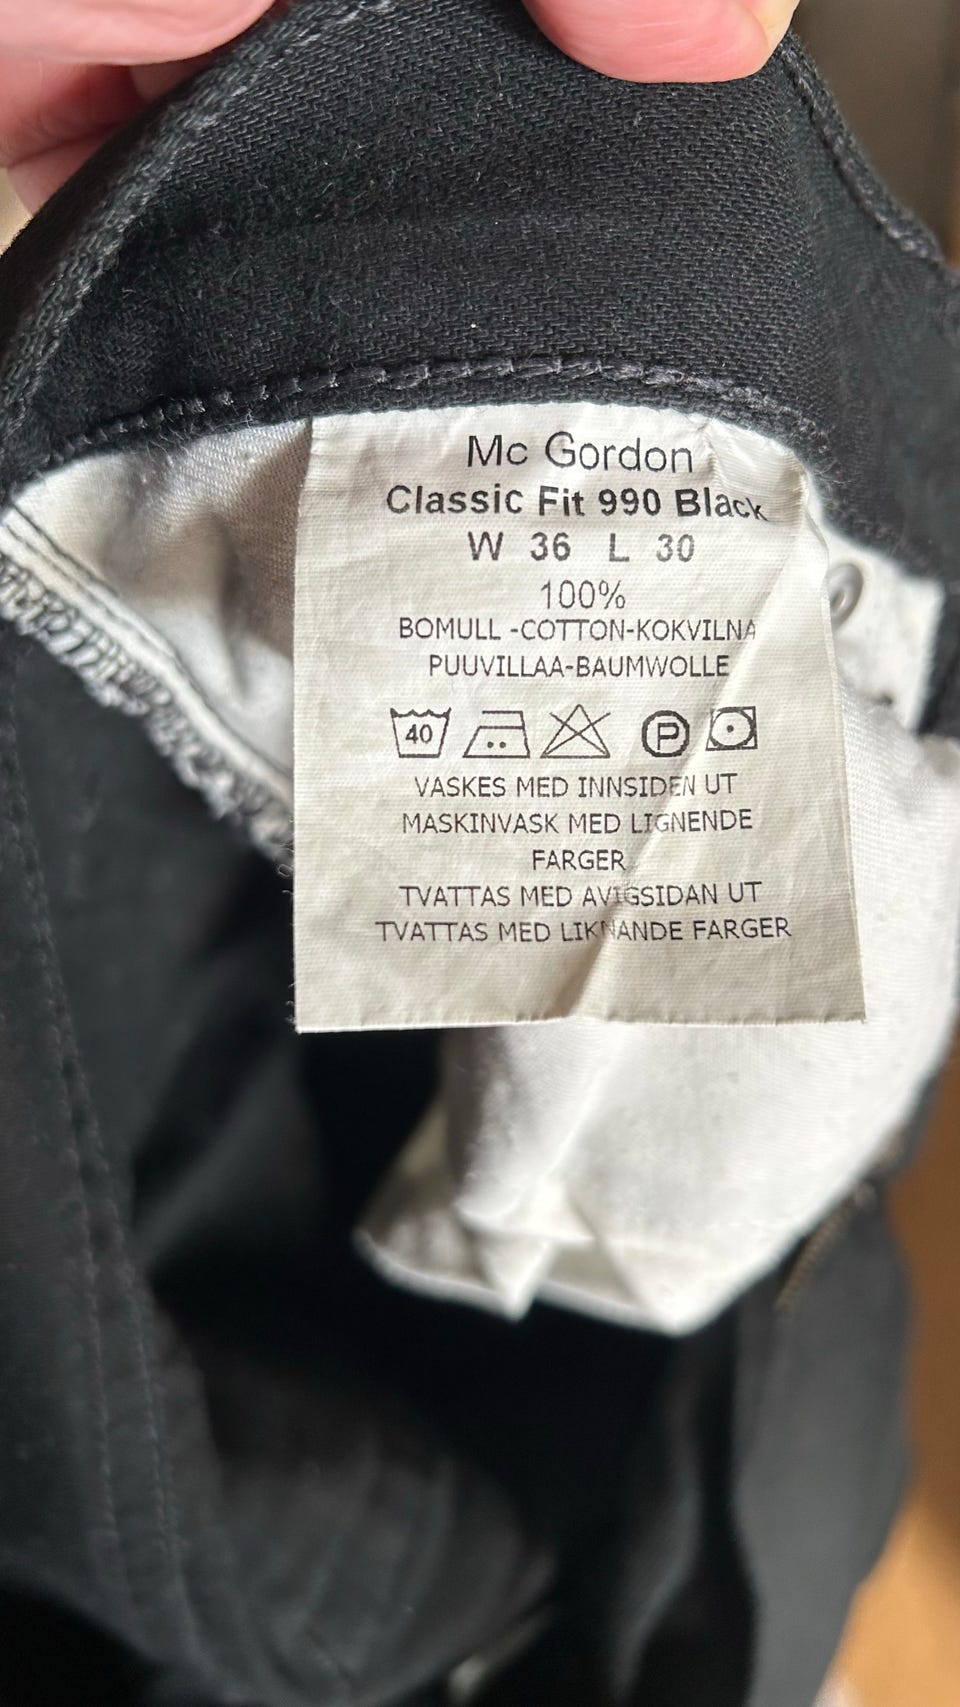 Mc Gordon
Classic Fit 990 Black
W 36 L 30
100%
BOMULL -COTTON-KOKVILNA
PUUVILLAA-BAUMWOLLE
40 P
VASKES MED INNSIDEN UT
MASKINVASK MED LIGNENDE
FARGER
TVATTAS MED AVIGSIDAN UT
TVATTAS MED LIKNANDE FARGER